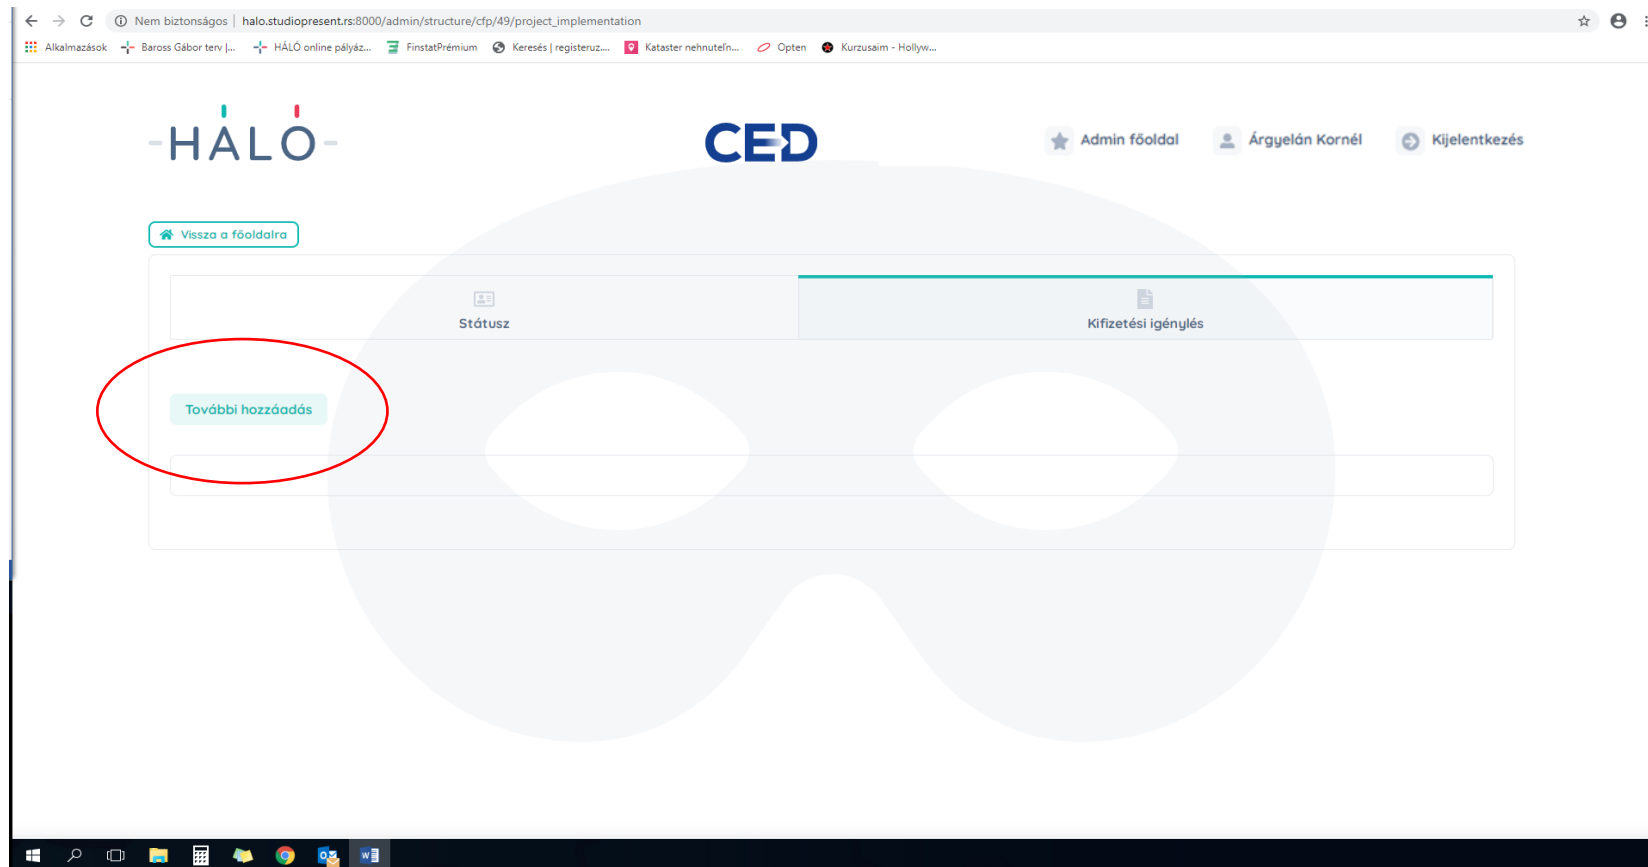 Nem biztonságos | halo.studiopresent.rs:8000/admin/structure/cfp/49/project_implementation
Alkalmazások Baross Gábor terv |... HÁLÓ online pályáz... FinstatPrémium Keresés | registeruz.... Kataster nehnuteľn... Opten Kurzusaim - Hollyw...
-HÁLÓ- CED Admin főoldal Árgyelán Kornél Kijelentkezés
Vissza a főoldalra
Státusz Kifizetési igénylés
További hozzáadás